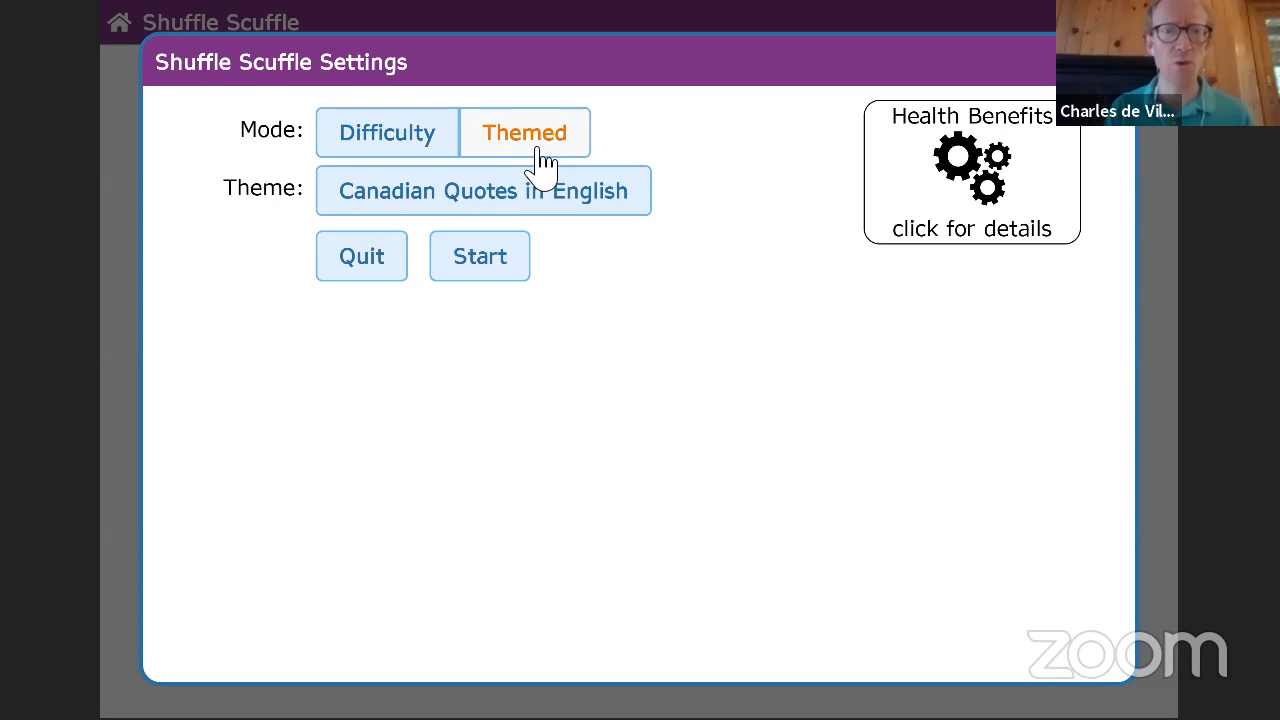 Shuffle Scuffle
Shuffle Scuffle Settings
Charles de Vil...
Mode:
Difficulty
Themed
Theme:
Canadian Quotes in English
Quit
Start
Health Benefits
click for details
zoom